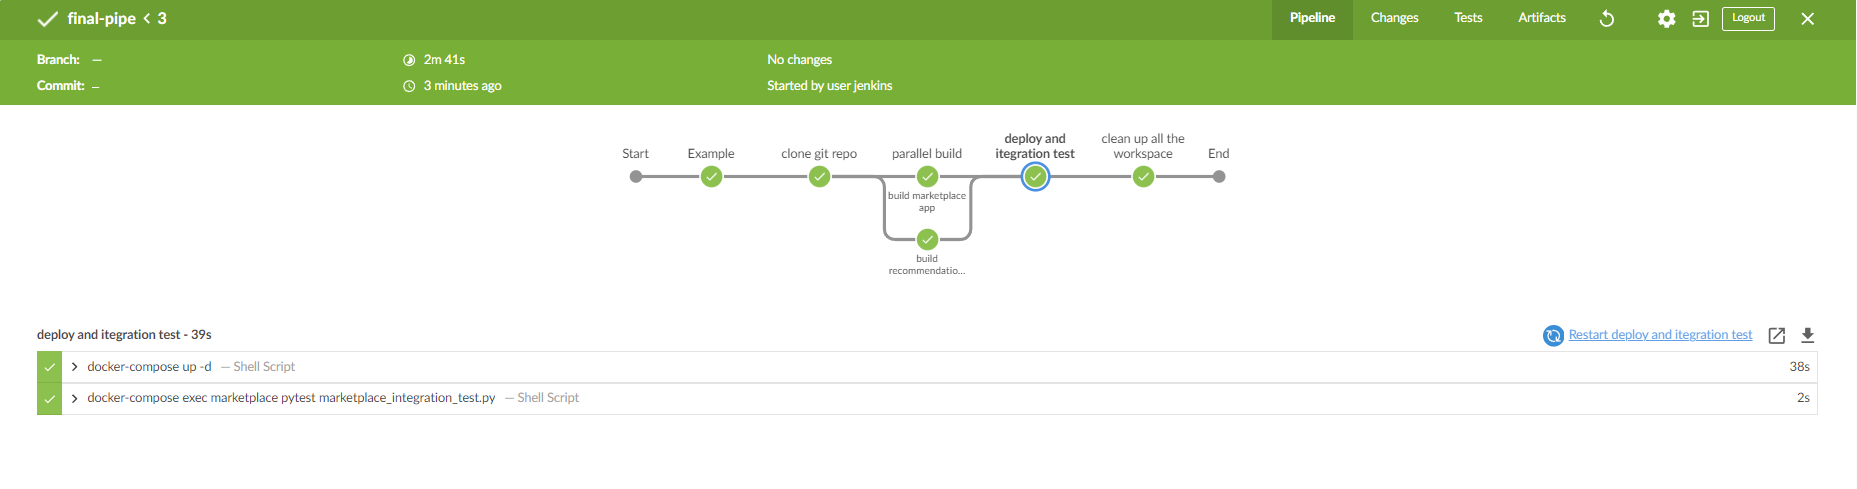 final-pipe < 3
Pipeline
Changes
Tests
Artifacts
Logout
Branch: —
2m 41s
No changes
Commit: —
3 minutes ago
Started by user jenkins
Start
Example
clone git repo
parallel build
deploy and
itegration test
clean up all the
workspace
End
build marketplace
app
build
recommendatio...
deploy and itegration test - 39s
Restart deploy and itegration test
docker-compose up -d — Shell Script
38s
docker-compose exec marketplace pytest marketplace_integration_test.py — Shell Script
2s